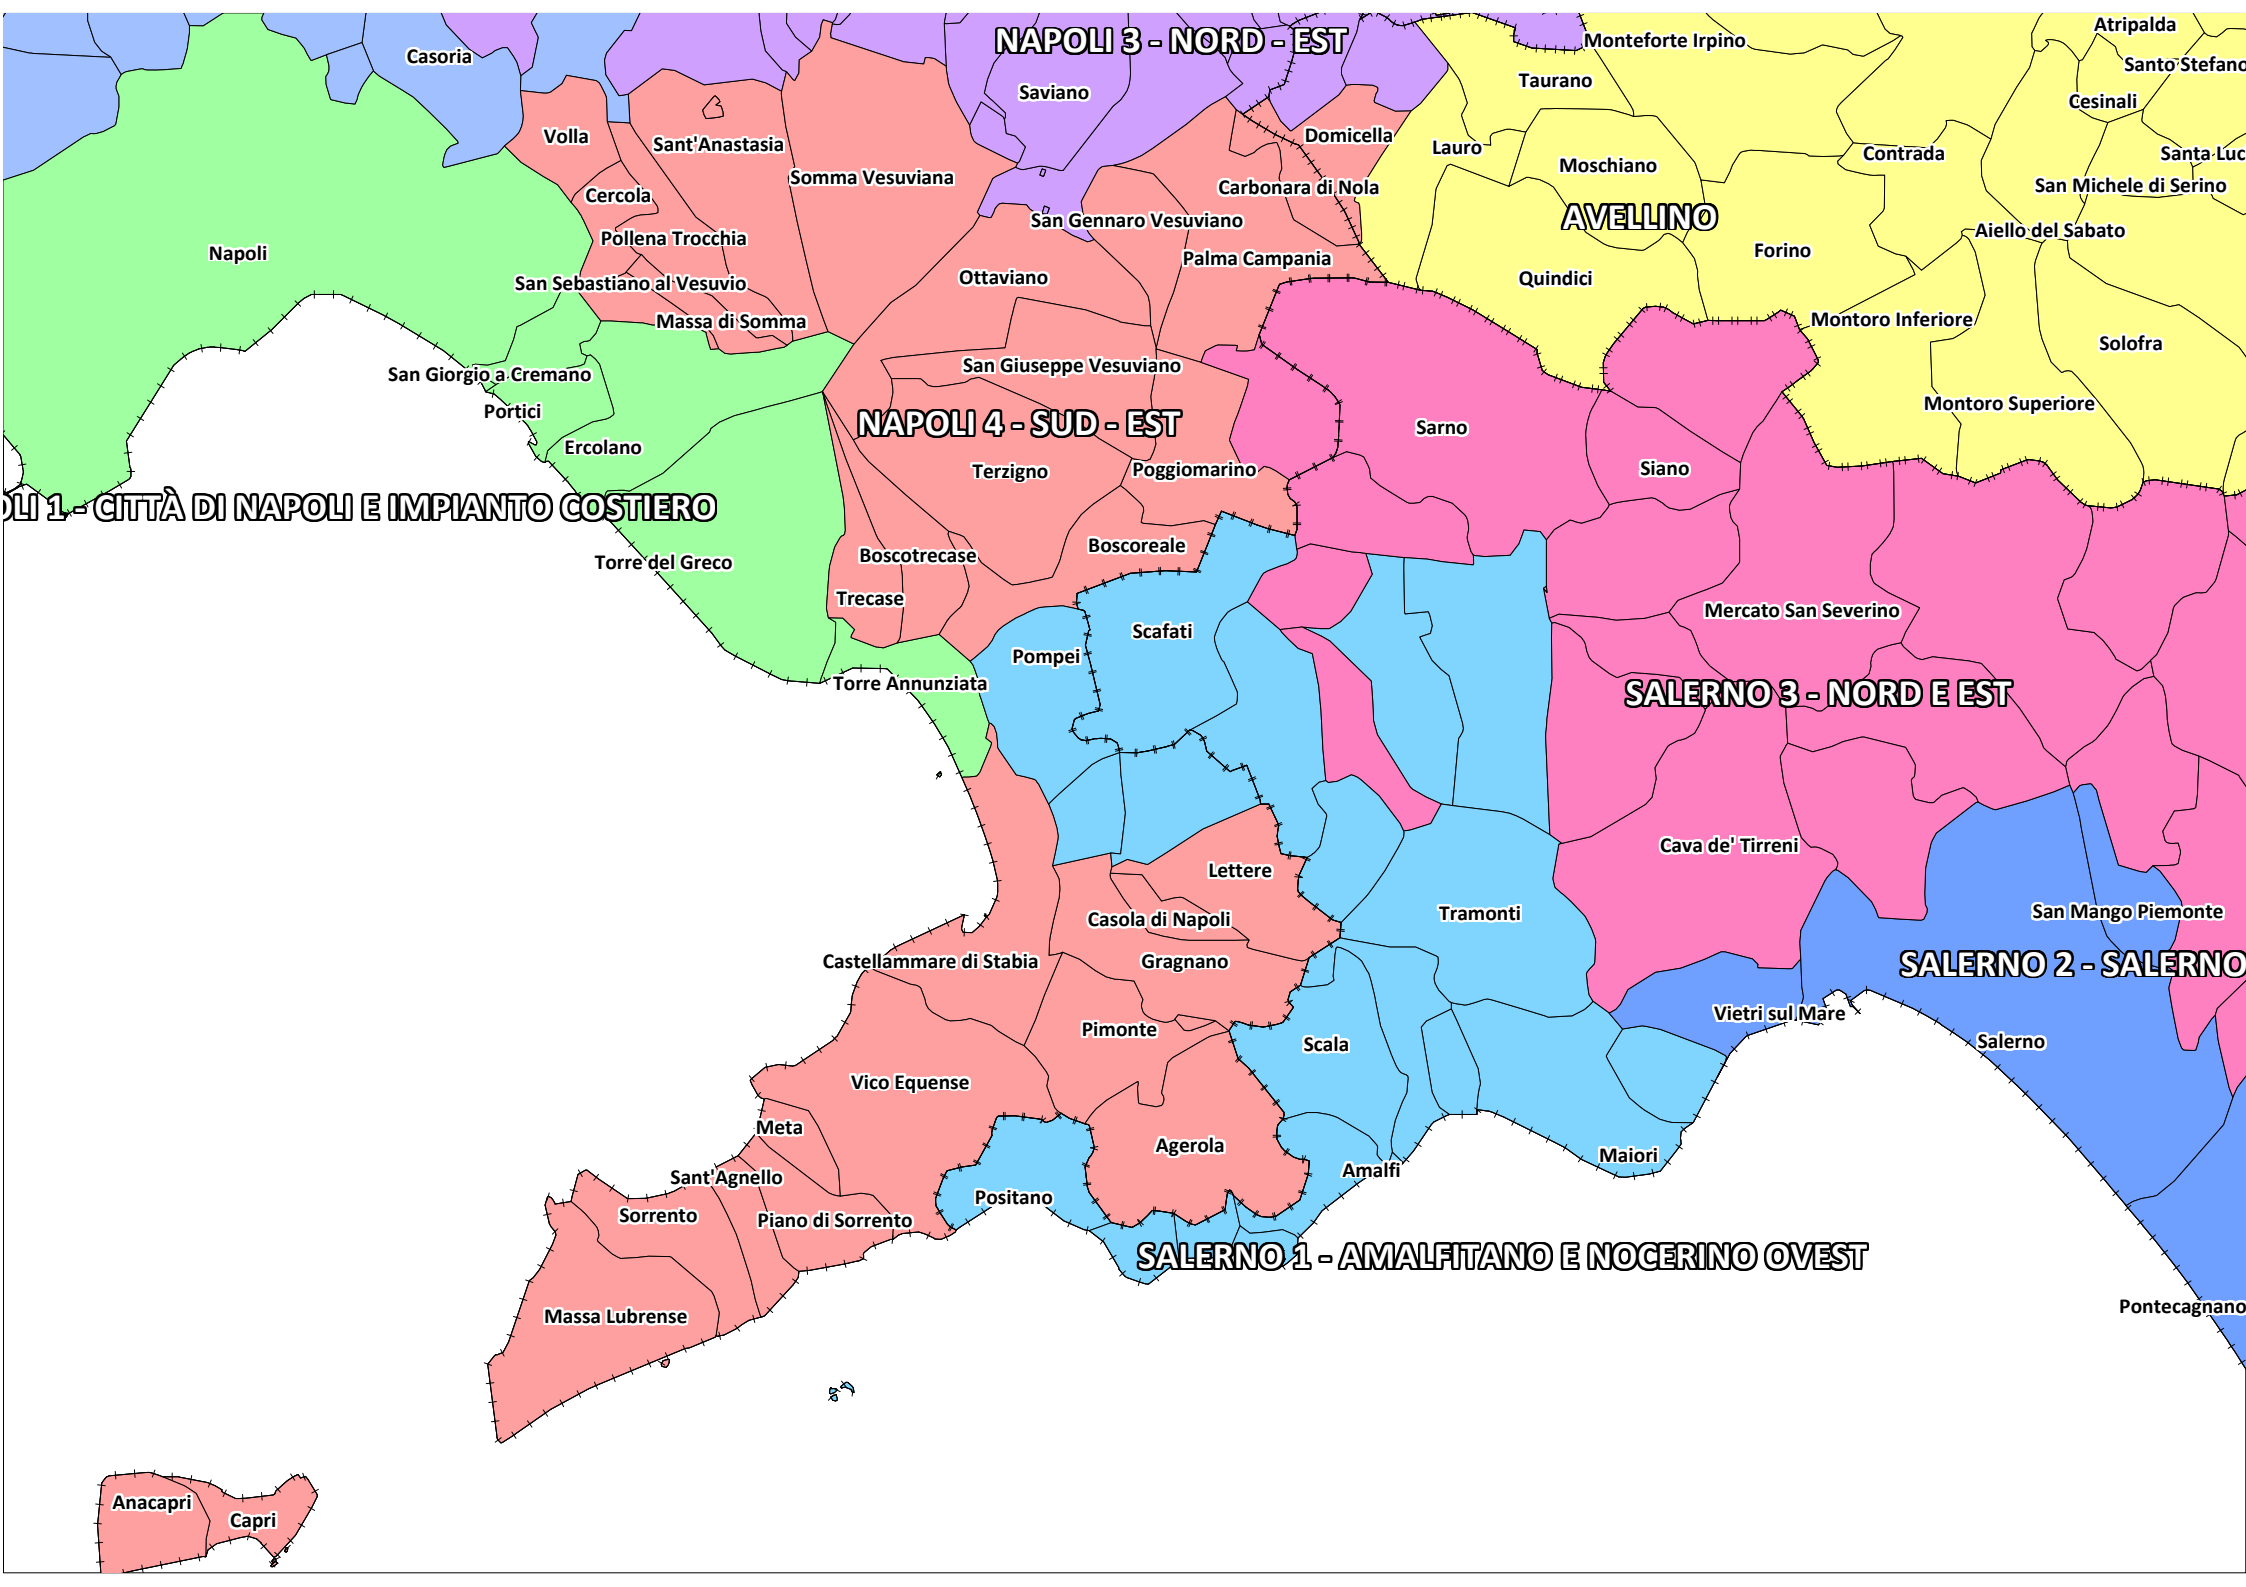 Atripalda
NAPOLI 3 - NORD - EST
Monteforte Irpino
Casoria
Santo Stefano
Taurano
Saviano
Cesinali
Volla
Domicella
Sant'Anastasia
Lauro
Contrada
Santa Luc
Moschiano
Somma Vesuviana
San Michele di Serino
Carbonara di Nola
Cercola
AVELLINO
San Gennaro Vesuviano
Aiello del Sabato
Pollena Trocchia
Napoli
Forino
Palma Campania
Ottaviano
Quindici
San Sebastiano al Vesuvio
Massa di Somma
Montoro Inferiore
Solofra
San Giuseppe Vesuviano
San Giorgio a Cremano
Montoro Superiore
Portici
NAPOLI 4 - SUD - EST
Sarno
Ercolano
Siano
Poggiomarino
Terzigno
OLI 1 - CITTÀ DI NAPOLI E IMPIANTO COSTIERO
Boscoreale
Boscotrecase
Torre del Greco
Trecase
Mercato San Severino
Scafati
Pompei
Torre Annunziata
SALERNO 3 - NORD E EST
Cava de' Tirreni
Lettere
San Mango Piemonte
Tramonti
Casola di Napoli
Castellammare di Stabia
Gragnano
SALERNO 2 - SALERNO
Vietri sul Mare
Pimonte
Salerno
Scala
Vico Equense
Meta
Agerola
Maiori
Amalfi
Sant'Agnello
Positano
Sorrento
Piano di Sorrento
SALERNO 1 - AMALFITANO E NOCERINO OVEST
Pontecagnano
Massa Lubrense
Anacapri
Capri